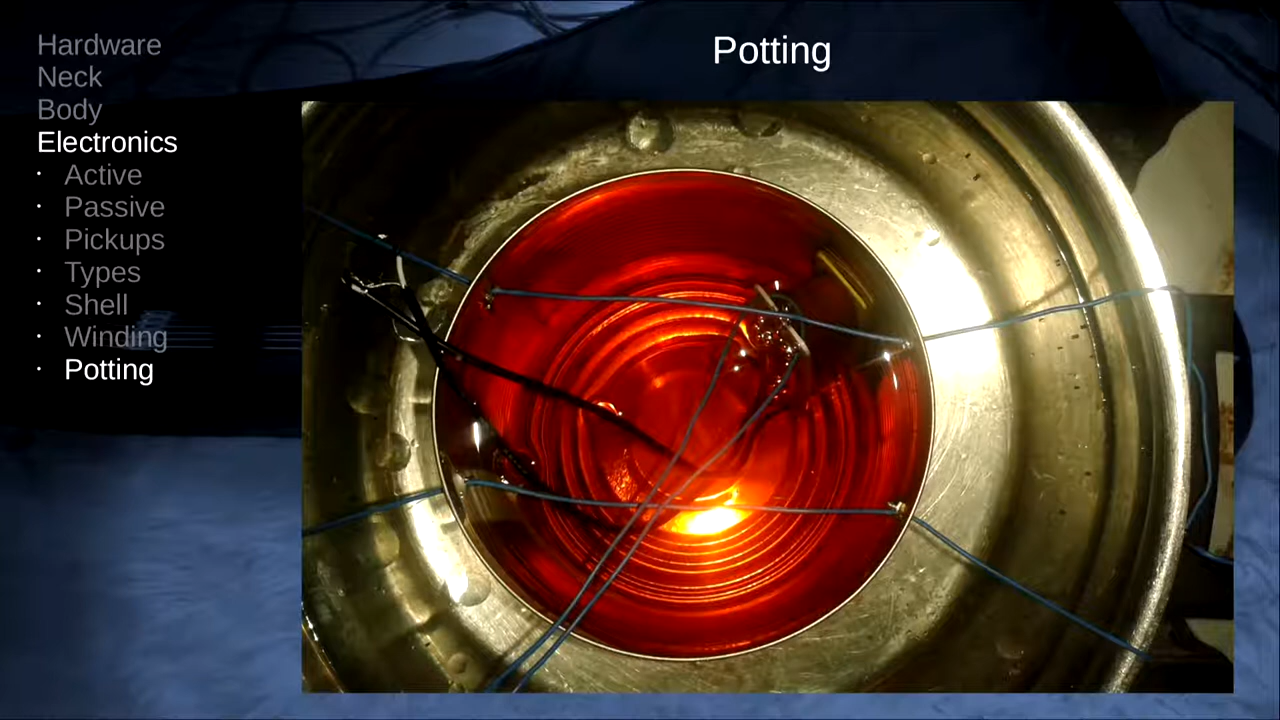 Hardware
Neck
Body
Electronics
· Active
· Passive
· Pickups
· Types
· Shell
· Winding
· Potting
Potting